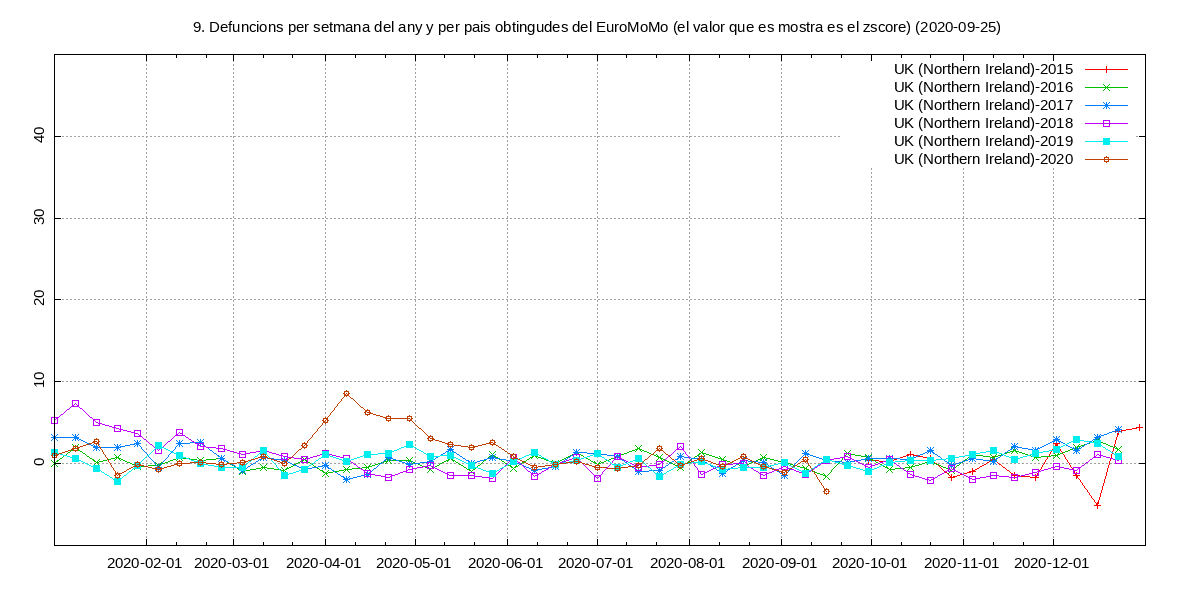 9. Defuncions per setmana del any y per pais obtingudes del EuroMoMo (el valor que es mostra es el zscore) (2020-09-25)
UK (Northern Ireland)-2015
UK (Northern Ireland)-2016
UK (Northern Ireland)-2017
UK (Northern Ireland)-2018
UK (Northern Ireland)-2019
UK (Northern Ireland)-2020
40
30
20
10
0
2020-02-01 2020-03-01 2020-04-01 2020-05-01 2020-06-01 2020-07-01 2020-08-01 2020-09-01 2020-10-01 2020-11-01 2020-12-01